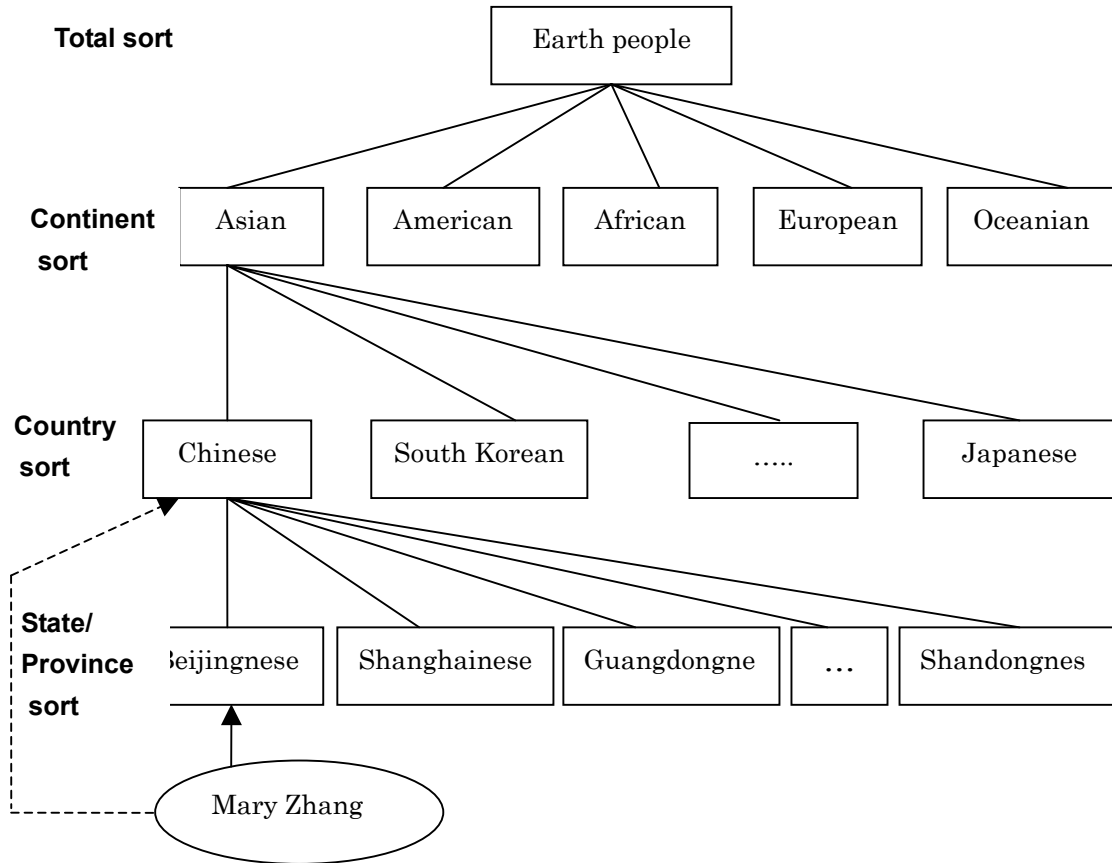 Total sort
Earth people
Continent
sort
Asian
American
African
European
Oceanian
Country
sort
Chinese
South Korean
.....
Japanese
State/
Province
sort
Beijingnese
Shanghainese
Guangdongne
...
Shandongnes
Mary Zhang